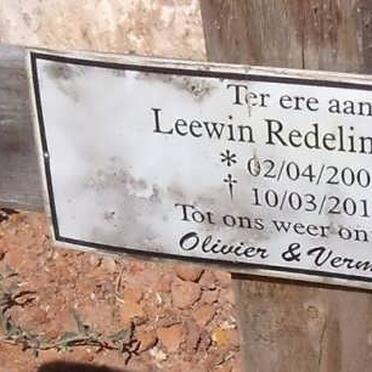 Ter ere aan
Leewin Redelin
* 02/04/200
† 10/03/201
Tot ons weer on
Olivier & Verm